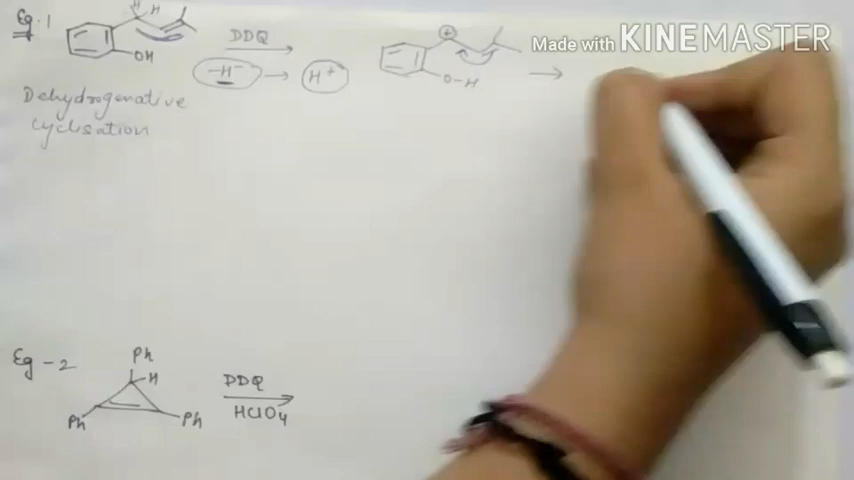 Eg. 1
H H
OH
DDQ
-H⁻ → H⁺
⊕
O-H
Made with KINEMASTER
Dehydrogenative
cyclisation
Eg - 2
Ph
H
Ph
Ph
DDQ
HClO4